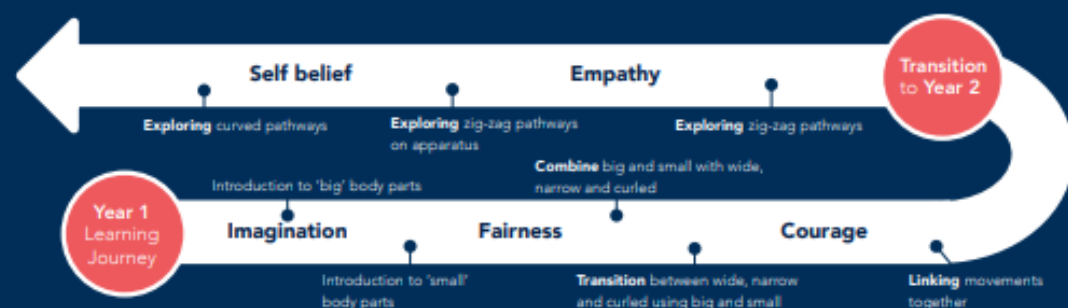 Self belief
Empathy
Transition
to Year 2
Exploring curved pathways
Exploring zig-zag pathways
on apparatus
Exploring zig-zag pathways
Introduction to 'big' body parts
Combine big and small with wide,
narrow and curled
Year 1
Learning
Journey
Imagination
Fairness
Courage
Introduction to 'small'
body parts
Transition between wide, narrow
and curled using big and small
Linking movements
together